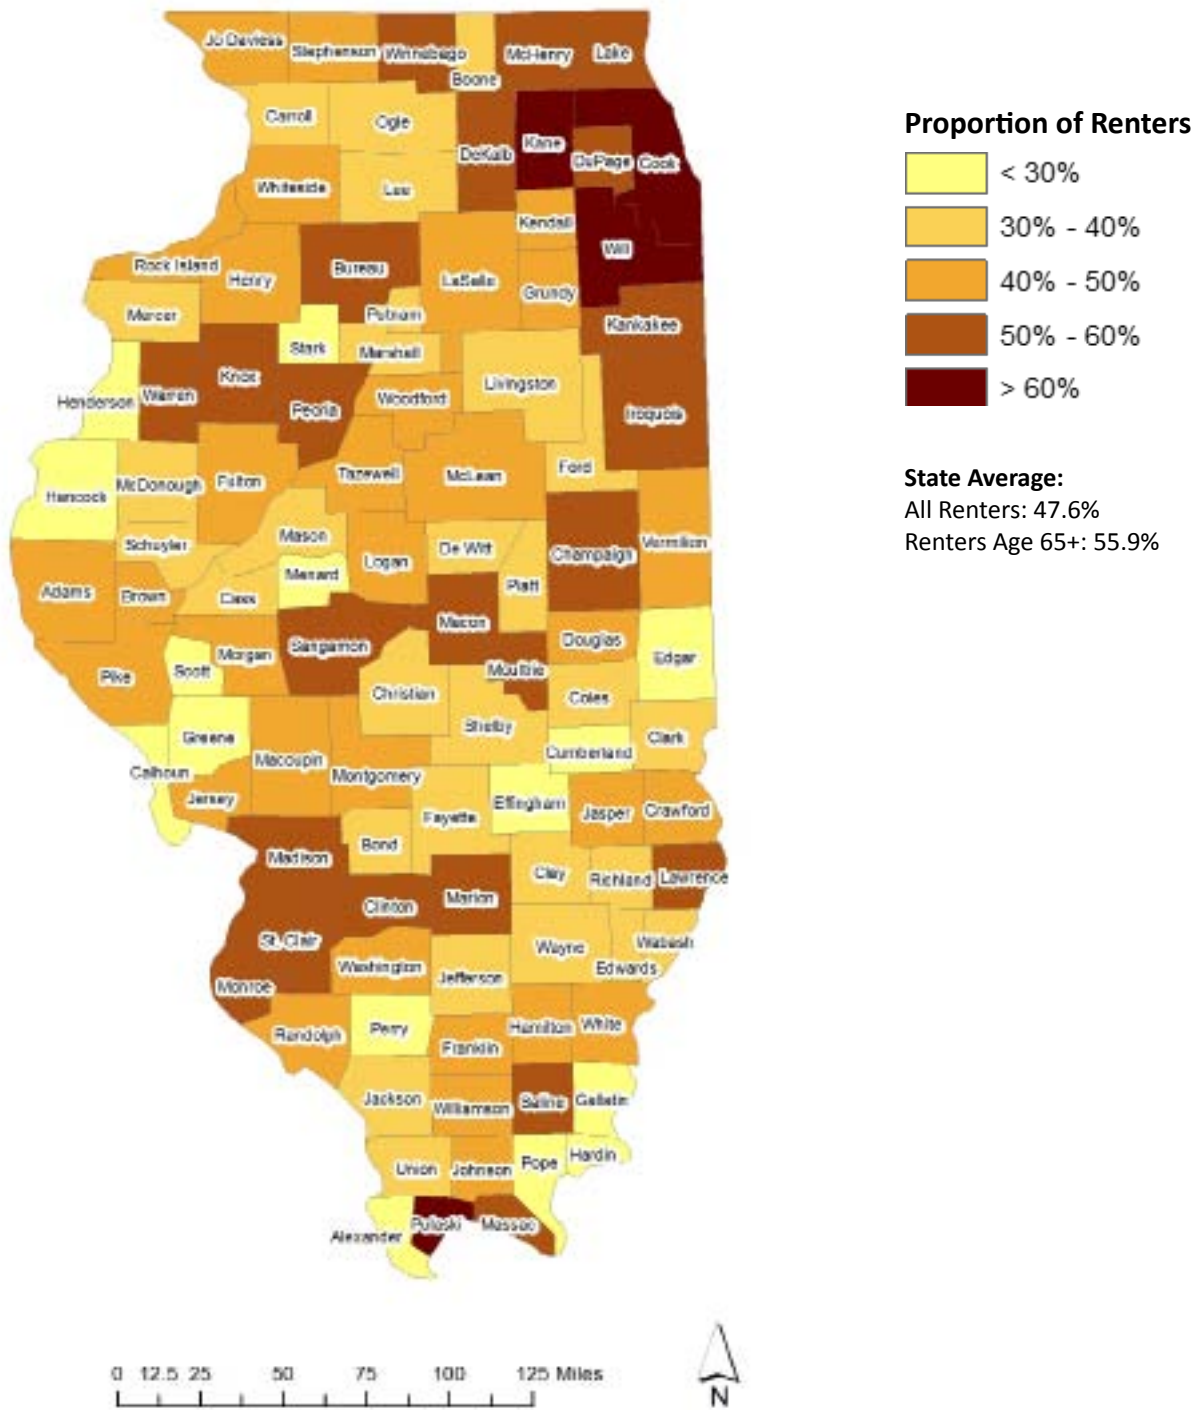 Jo Daviess
Stephenson
Winnebago
McHenry
Lake
Boone
Carroll
Ogle
Kane
DeKalb
DuPage
Cook
Whiteside
Lee
Kendall
Will
Rock Island
Henry
Bureau
LaSalle
Grundy
Mercer
Putnam
Kankakee
Stark
Marshall
Knox
Livingston
Henderson
Warren
Woodford
Peoria
Iroquois
Ford
Tazewell
McLean
Hancock
McDonough
Fulton
Mason
Schuyler
De Witt
Champaign
Vermilion
Logan
Menard
Piatt
Adams
Brown
Cass
Macon
Sangamon
Douglas
Morgan
Edgar
Scott
Moultrie
Pike
Christian
Coles
Shelby
Greene
Clark
Cumberland
Macoupin
Calhoun
Montgomery
Jersey
Effingham
Jasper
Crawford
Fayette
Bond
Madison
Clay
Richland
Lawrence
Marion
Clinton
St. Clair
Wayne
Wabash
Edwards
Washington
Jefferson
Monroe
Randolph
Perry
Hamilton
White
Franklin
Jackson
Williamson
Saline
Gallatin
Union
Johnson
Pope
Hardin
Pulaski
Massac
Alexander
0 12.5 25 50 75 100 125 Miles
N
Proportion of Renters
< 30%
30% - 40%
40% - 50%
50% - 60%
> 60%
State Average:
All Renters: 47.6%
Renters Age 65+: 55.9%